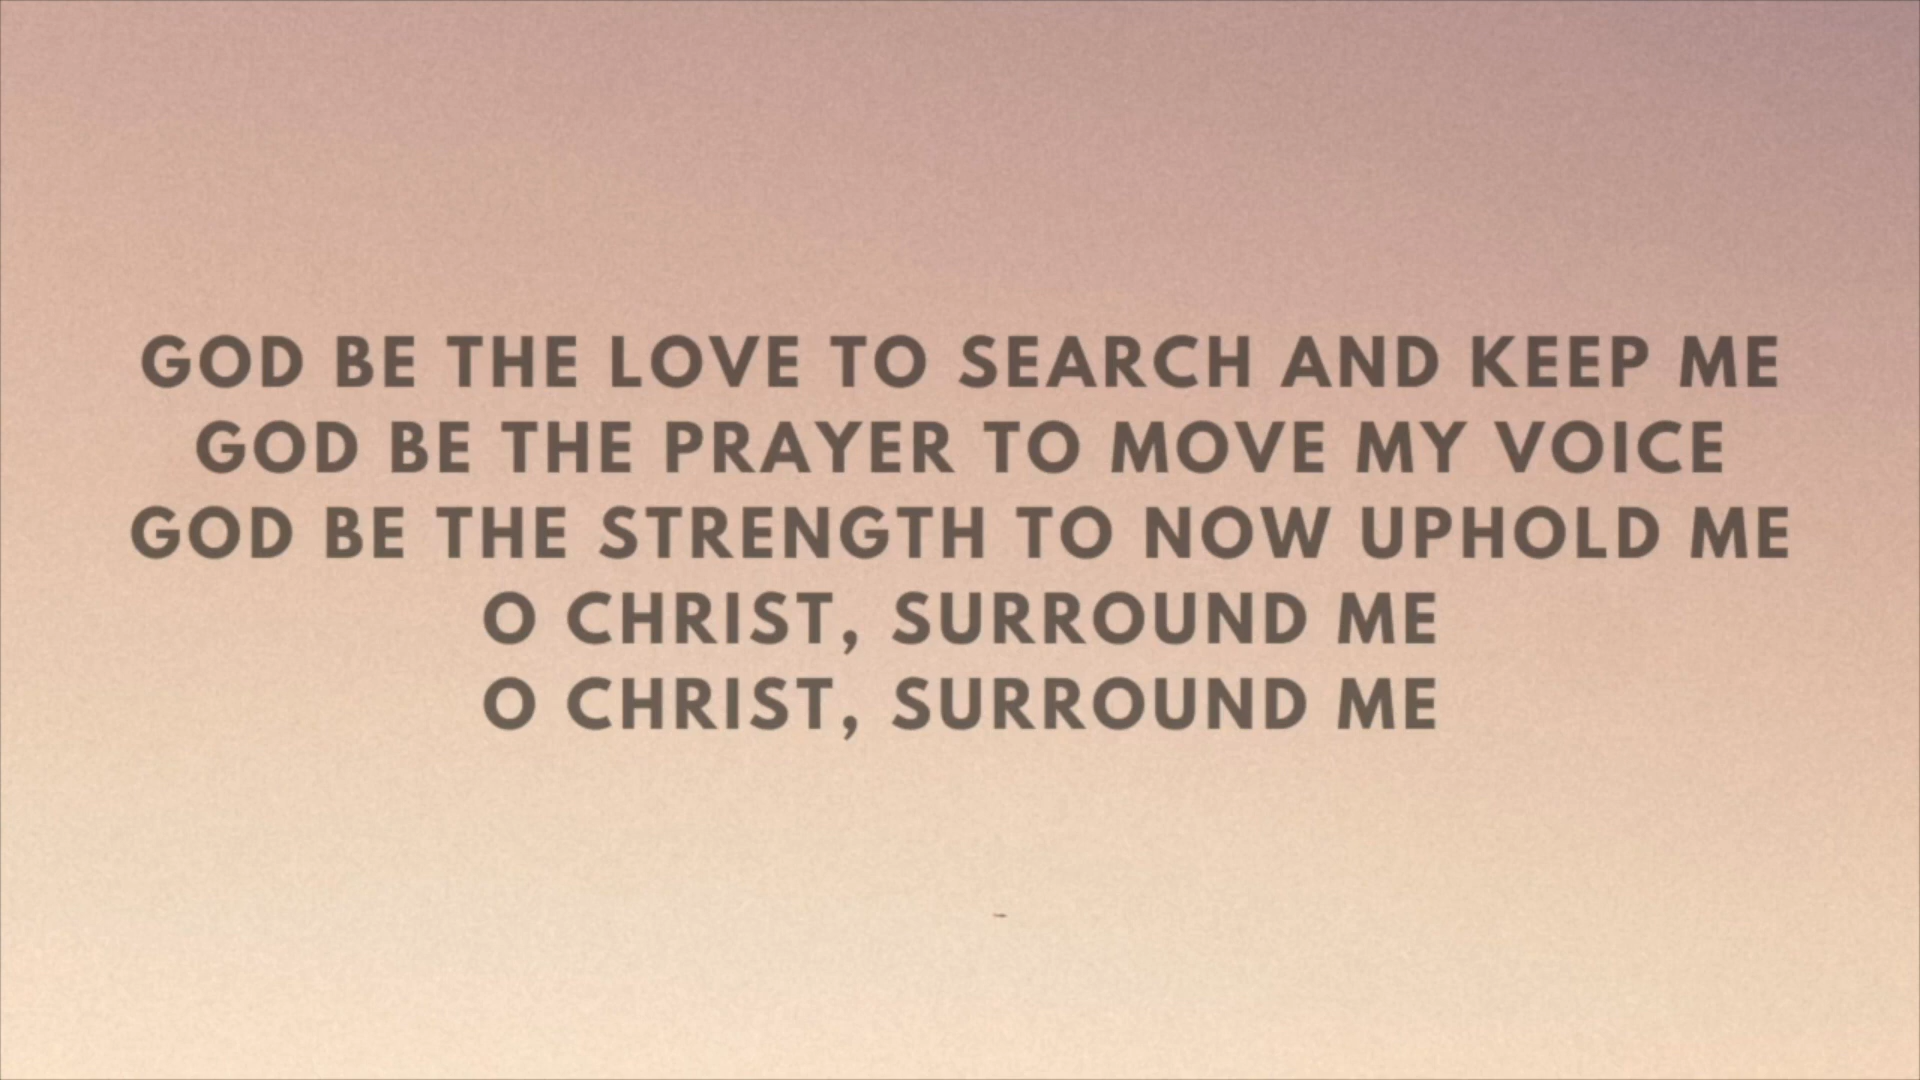 GOD BE THE LOVE TO SEARCH AND KEEP ME
GOD BE THE PRAYER TO MOVE MY VOICE
GOD BE THE STRENGTH TO NOW UPHOLD ME
O CHRIST, SURROUND ME
O CHRIST, SURROUND ME